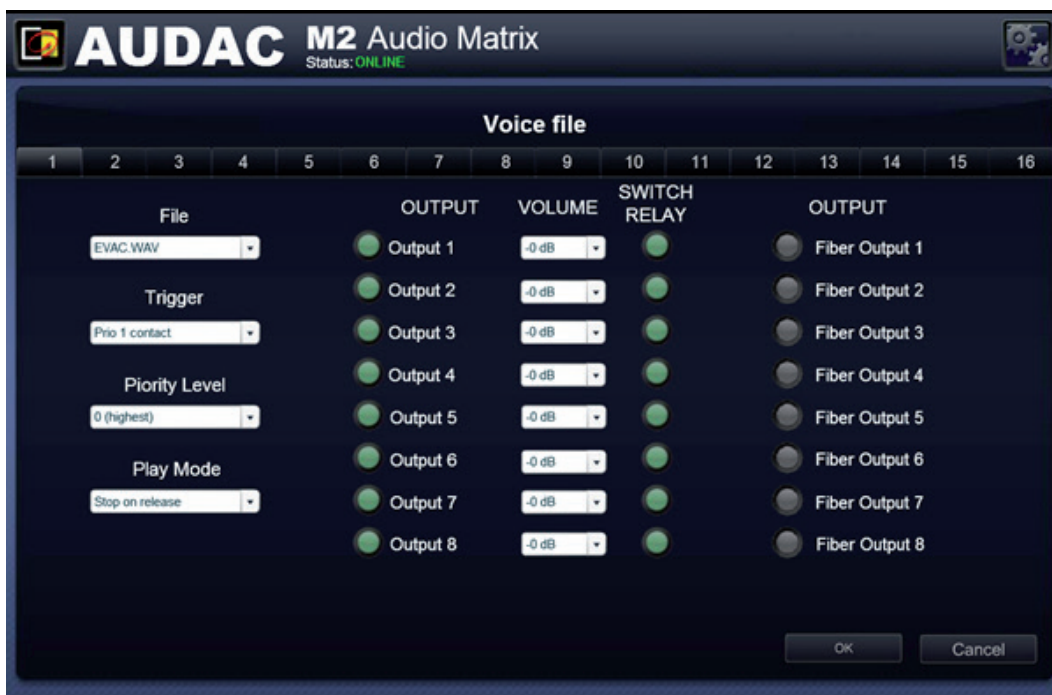 AUDAC M2 Audio Matrix
Status: ONLINE
Voice file
1 2 3 4 5 6 7 8 9 10 11 12 13 14 15 16
File
EVAC.WAV
Trigger
Prio 1 contact
Piority Level
0 (highest)
Play Mode
Stop on release
OUTPUT VOLUME SWITCH RELAY OUTPUT
Output 1 -0 dB Fiber Output 1
Output 2 -0 dB Fiber Output 2
Output 3 -0 dB Fiber Output 3
Output 4 -0 dB Fiber Output 4
Output 5 -0 dB Fiber Output 5
Output 6 -0 dB Fiber Output 6
Output 7 -0 dB Fiber Output 7
Output 8 -0 dB Fiber Output 8
OK Cancel